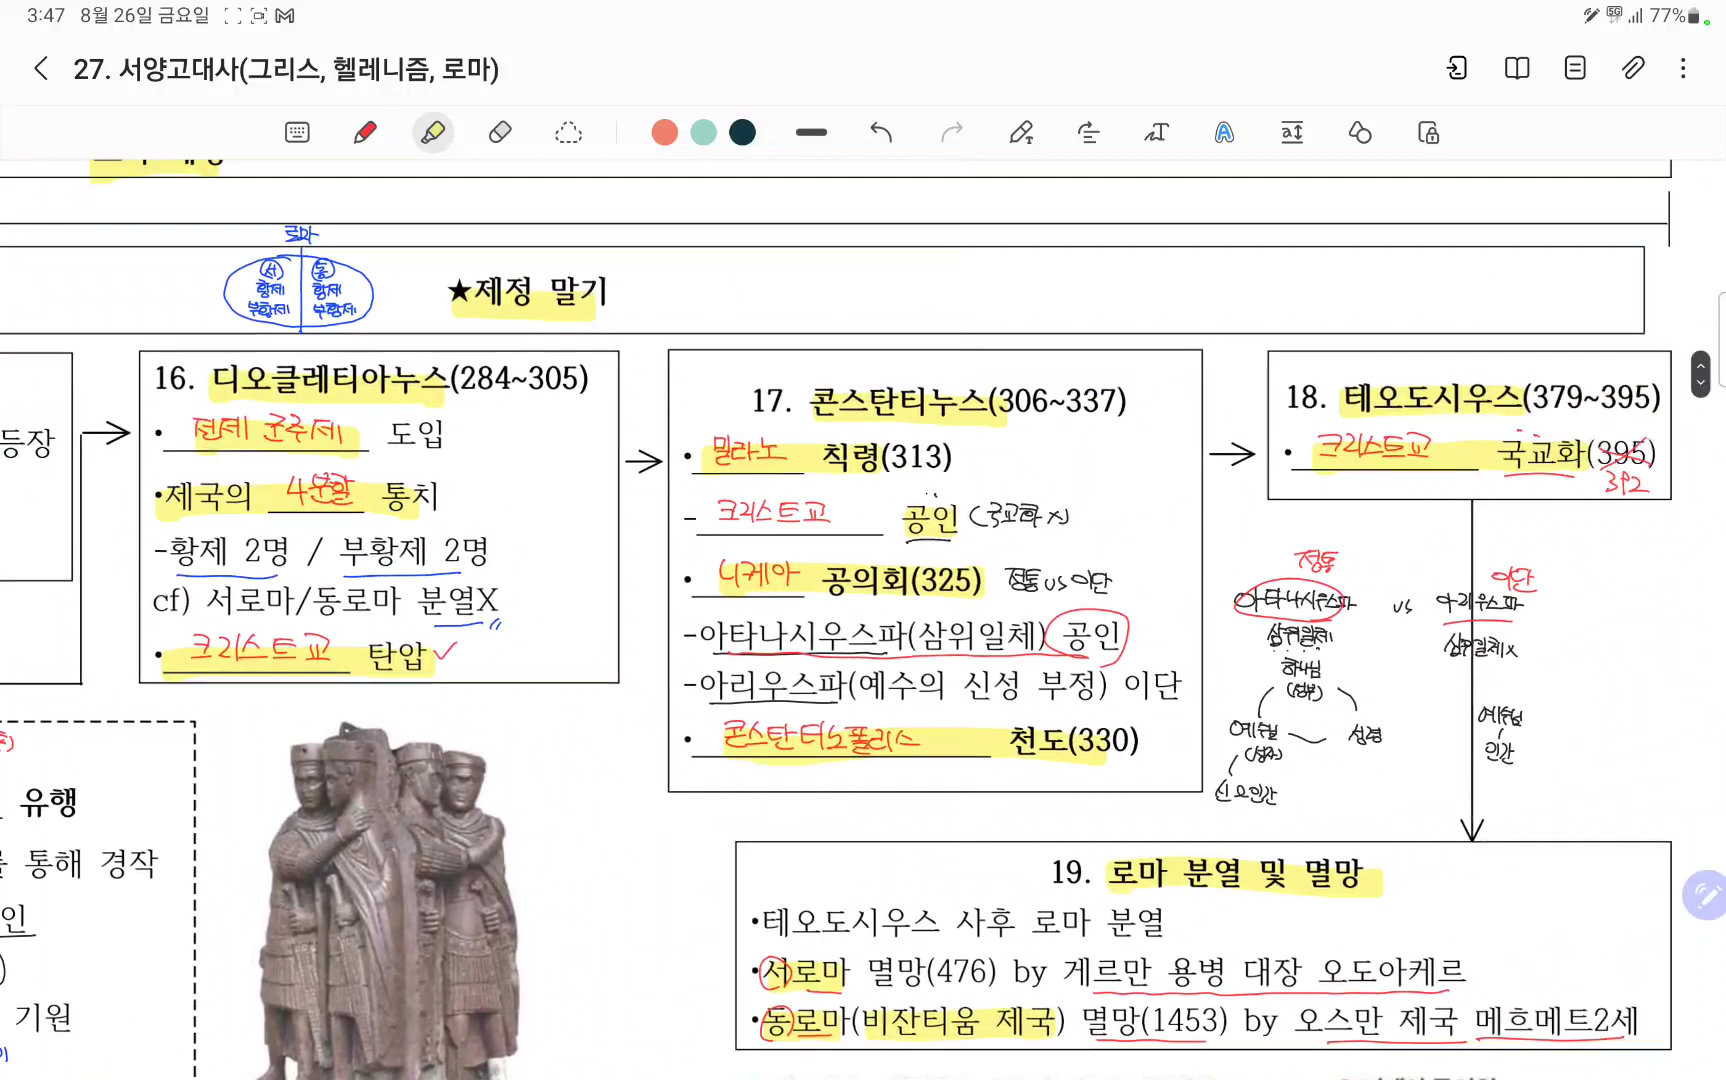 3:47 8월 26일 금요일
5G 77%
27. 서양고대사(그리스, 헬레니즘, 로마)
로마
서 동
황제 황제
부황제 부황제
★제정 말기
등장
16. 디오클레티아누스(284~305)
• 전제 군주제 도입
•제국의 4분할 통치
-황제 2명 / 부황제 2명
cf) 서로마/동로마 분열X
• 크리스트교 탄압
17. 콘스탄티누스(306~337)
• 밀라노 칙령(313)
- 크리스트교 공인 (국교화 X)
• 니케아 공의회(325) 정통 vs 이단
-아타나시우스파(삼위일체) 공인
-아리우스파(예수의 신성 부정) 이단
• 콘스탄티노폴리스 천도(330)
18. 테오도시우스(379~395)
• 크리스트교 국교화(395)
392
정통 이단
아타나시우스파 vs 아리우스파
삼위일체 삼위일체X
하나님
(성부)
예수님 성령 예수님
(성자) 인간
신 & 인간
유행
통해 경작
인
기원
19. 로마 분열 및 멸망
•테오도시우스 사후 로마 분열
•서로마 멸망(476) by 게르만 용병 대장 오도아케르
•동로마(비잔티움 제국) 멸망(1453) by 오스만 제국 메흐메트2세